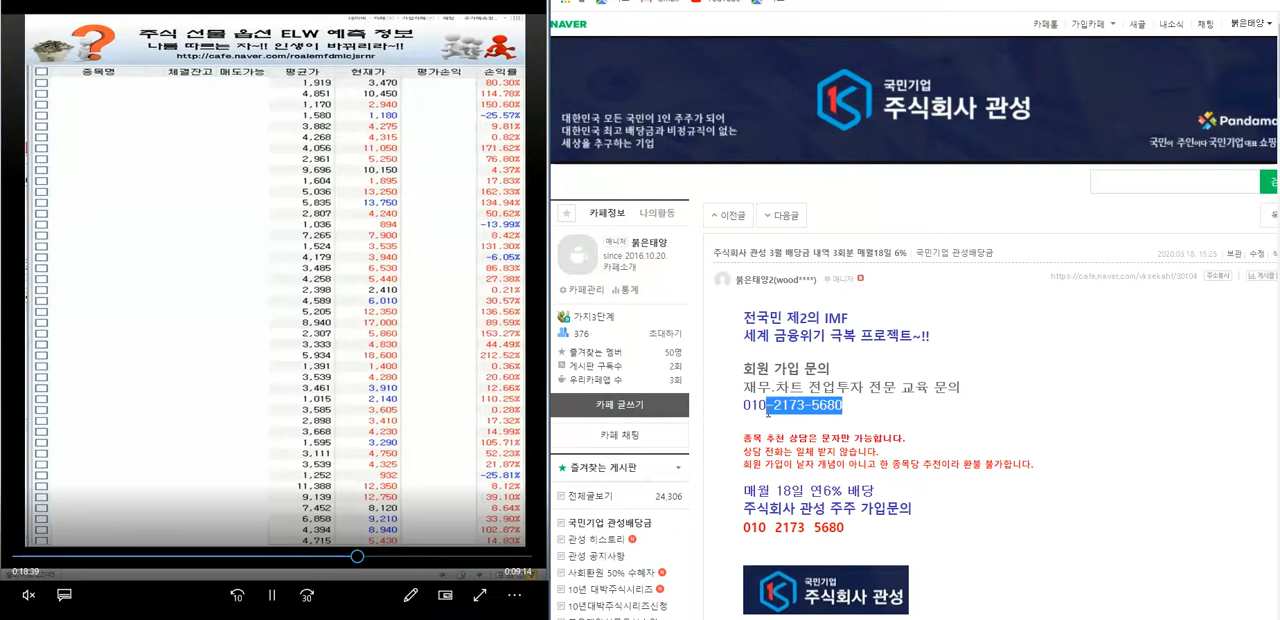 주식 선물 옵션 ELW 예측 정보
나를 따르는 자~!! 인생이 바뀌리라~!!
http://cafe.naver.com/roalemfdmlcjsrnr
종목명 체결잔고 매도가능 평균가 현재가 평가손익 손익률
1,919 3,470 80.30%
4,851 10,450 114.78%
1,170 2,940 150.60%
1,580 1,180 -25.57%
3,882 4,275 9.81%
4,268 4,315 0.82%
4,056 11,050 171.62%
2,961 5,250 76.80%
9,696 10,150 4.37%
1,604 1,895 17.83%
5,036 13,250 162.33%
5,835 13,750 134.94%
2,807 4,240 50.62%
1,036 894 -13.99%
7,265 7,900 8.42%
1,524 3,535 131.30%
4,179 3,940 -6.05%
3,485 6,530 86.83%
4,258 5,440 27.38%
2,398 2,410 0.21%
4,589 6,010 30.57%
5,205 12,350 136.56%
8,940 17,000 89.59%
2,307 5,860 153.27%
3,333 4,830 44.49%
5,934 18,600 212.52%
1,391 1,400 0.36%
3,539 4,280 20.60%
3,461 3,910 12.66%
1,015 2,140 110.25%
3,585 3,605 0.28%
2,898 3,410 17.32%
3,668 4,230 14.99%
1,595 3,290 105.71%
3,111 4,750 52.23%
3,539 4,325 21.87%
1,252 932 -25.81%
11,388 12,350 8.12%
9,139 12,750 39.10%
7,452 8,120 8.64%
6,858 9,210 33.90%
4,394 8,940 102.87%
4,715 5,430 14.83%
0:18:39 0:09:14
10 30
NAVER
카페홈 가입카페 새글 내소식 채팅 붉은태양
국민기업
주식회사 관성
대한민국 모든 국민이 1인 주주가 되어
대한민국 최고 배당금과 비정규직이 없는
세상을 추구하는 기업
Pandama
국민이 주인이다 국민기업 대표 쇼핑
카페정보 나의활동
이전글 다음글
매니저 붉은태양
since 2016.10.20.
카페소개
카페관리 통계
가지3단계
376 초대하기
즐겨찾는 멤버 50명
게시판 구독수 2회
우리카페앱 수 3회
카페 글쓰기
카페 채팅
즐겨찾는 게시판
전체글보기 24,306
국민기업 관성배당금
관성 히스토리
관성 공지사항
사회환원 50% 수혜자
10년 대박주식시리즈
10년대박주식시리즈신청
주식회사 관성 3월 배당금 내역 3회분 매월18일 6% 국민기업 관성배당금
2020.03.18. 15:25 보관 수정
붉은태양2(wood****) 부매니저
https://cafe.naver.com/vksekahf/30104 주소복사
전국민 제2의 IMF
세계 금융위기 극복 프로젝트~!!
회원 가입 문의
재무.차트 전업투자 전문 교육 문의
010-2173-5680
종목 추천 상담은 문자만 가능합니다.
상담 전화는 일체 받지 않습니다.
회원 가입이 날자 개념이 아니고 한 종목당 추천이라 환불 불가합니다.
매월 18일 연6% 배당
주식회사 관성 주주 가입문의
010 2173 5680
국민기업
주식회사 관성